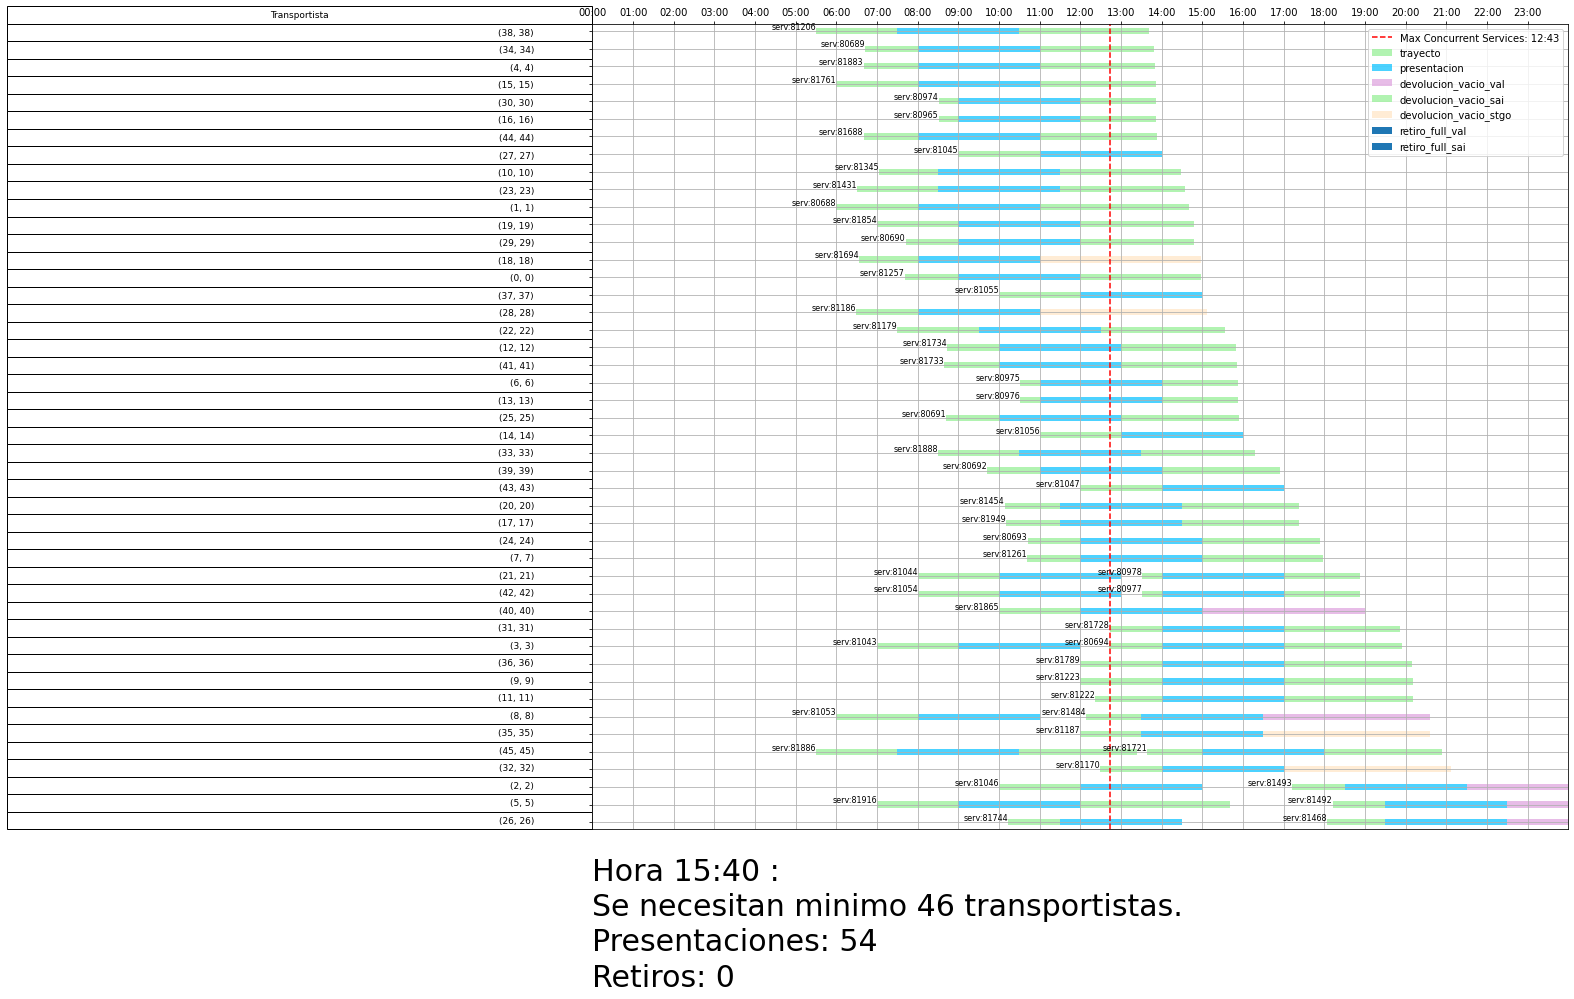 Transportista
00:00 01:00 02:00 03:00 04:00 05:00 06:00 07:00 08:00 09:00 10:00 11:00 12:00 13:00 14:00 15:00 16:00 17:00 18:00 19:00 20:00 21:00 22:00 23:00
Max Concurrent Services: 12:43
trayecto
presentacion
devolucion_vacio_val
devolucion_vacio_sai
devolucion_vacio_stgo
retiro_full_val
retiro_full_sai
(38, 38) serv:81206
(34, 34) serv:80689
(4, 4) serv:81883
(15, 15) serv:81761
(30, 30) serv:80974
(16, 16) serv:80965
(44, 44) serv:81688
(27, 27) serv:81045
(10, 10) serv:81345
(23, 23) serv:81431
(1, 1) serv:80688
(19, 19) serv:81854
(29, 29) serv:80690
(18, 18) serv:81694
(0, 0) serv:81257
(37, 37) serv:81055
(28, 28) serv:81186
(22, 22) serv:81179
(12, 12) serv:81734
(41, 41) serv:81733
(6, 6) serv:80975
(13, 13) serv:80976
(25, 25) serv:80691
(14, 14) serv:81056
(33, 33) serv:81888
(39, 39) serv:80692
(43, 43) serv:81047
(20, 20) serv:81454
(17, 17) serv:81949
(24, 24) serv:80693
(7, 7) serv:81261
(21, 21) serv:81044 serv:80978
(42, 42) serv:81054 serv:80977
(40, 40) serv:81865
(31, 31) serv:81728
(3, 3) serv:81043 serv:80694
(36, 36) serv:81789
(9, 9) serv:81223
(11, 11) serv:81222
(8, 8) serv:81053 serv:81484
(35, 35) serv:81187
(45, 45) serv:81886 serv:81721
(32, 32) serv:81170
(2, 2) serv:81046 serv:81493
(5, 5) serv:81916 serv:81492
(26, 26) serv:81744 serv:81468
Hora 15:40 :
Se necesitan minimo 46 transportistas.
Presentaciones: 54
Retiros: 0